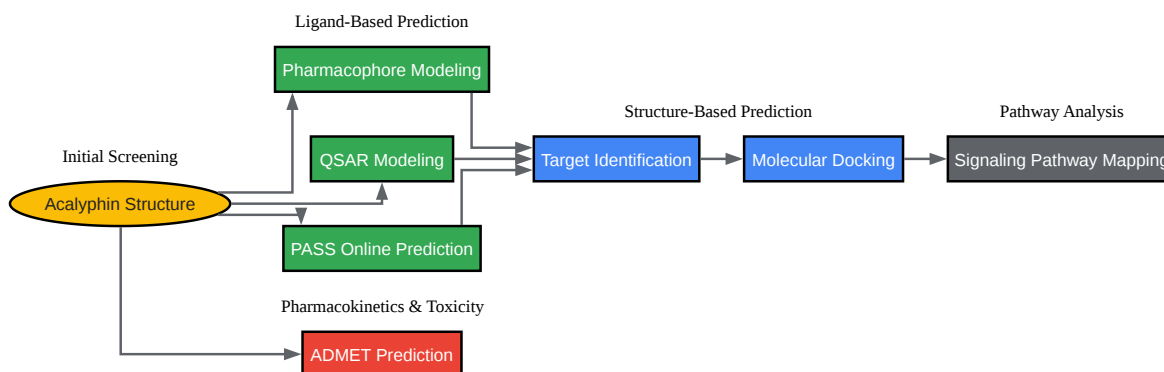 Ligand-Based Prediction
Pharmacophore Modeling
Structure-Based Prediction
Pathway Analysis
Initial Screening
QSAR Modeling
Target Identification
Molecular Docking
Signaling Pathway Mapping
Acalyphin Structure
PASS Online Prediction
Pharmacokinetics & Toxicity
ADMET Prediction